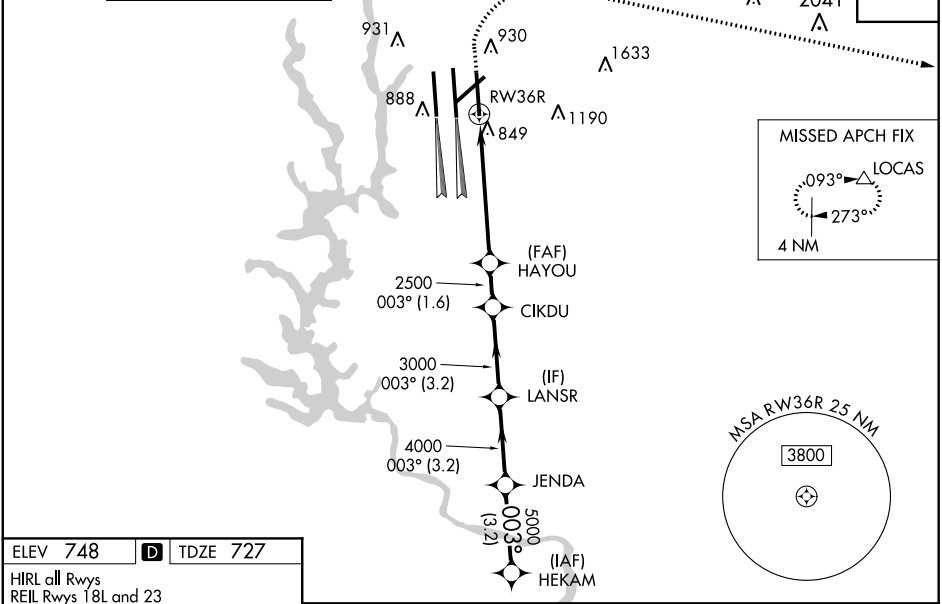 2041
931
930
1633
888
RW36R
849
1190
MISSED APCH FIX
093°
LOCAS
273°
4 NM
(FAF)
HAYOU
2500
003° (1.6)
CIKDU
3000
003° (3.2)
(IF)
LANSR
MSA RW36R 25 NM
3800
4000
003° (3.2)
JENDA
5000
003°
(3.2)
(IAF)
HEKAM
ELEV 748 D TDZE 727
HIRL all Rwys
REIL Rwys 18L and 23